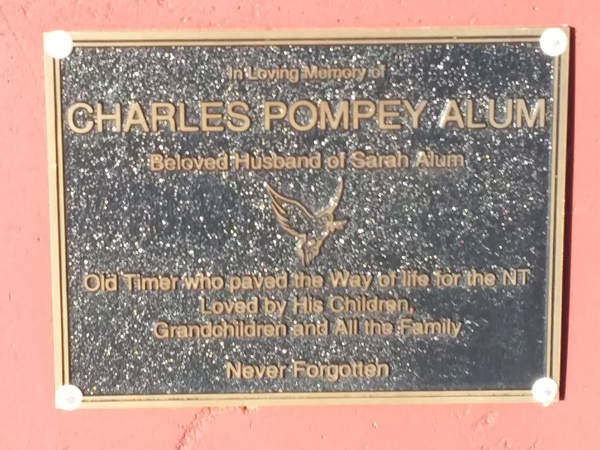 In Loving Memory of
CHARLES POMPEY ALUM
Beloved Husband of Sarah Alum
Old Timer who paved the Way of life for the NT
Loved by His Children,
Grandchildren and All the Family
Never Forgotten